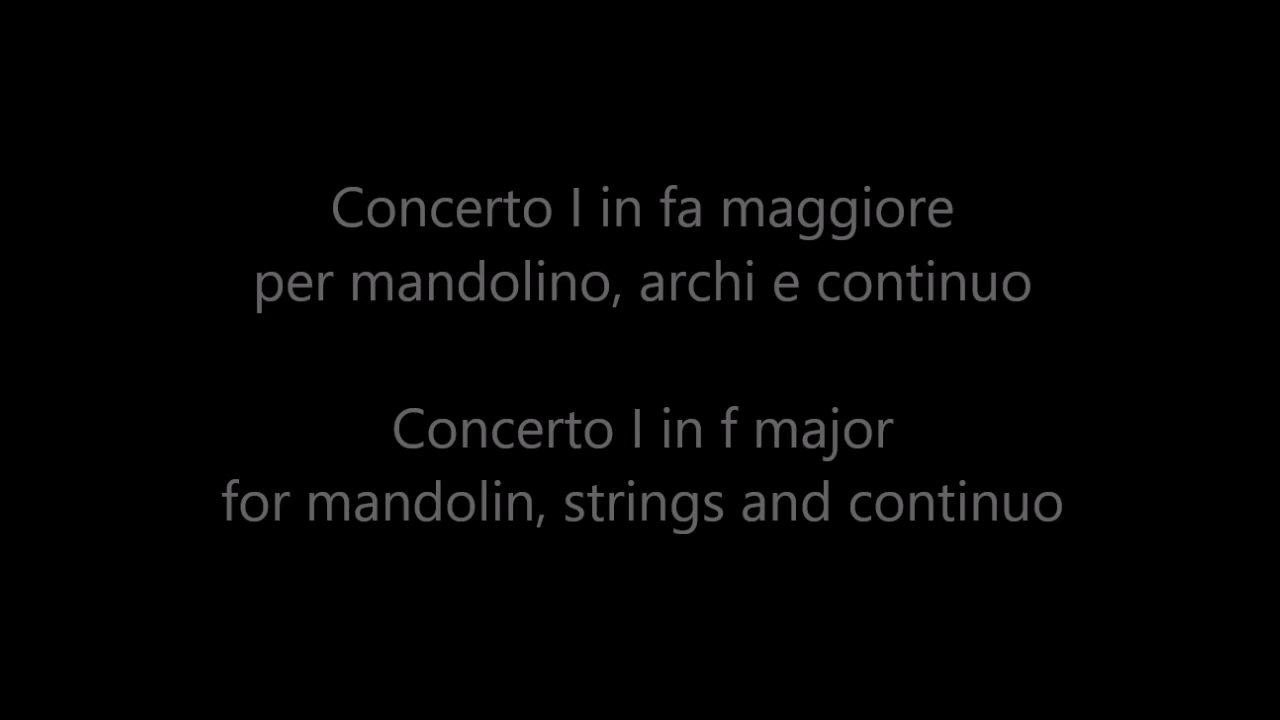 Concerto I in fa maggiore
per mandolino, archi e continuo
Concerto I in f major
for mandolin, strings and continuo